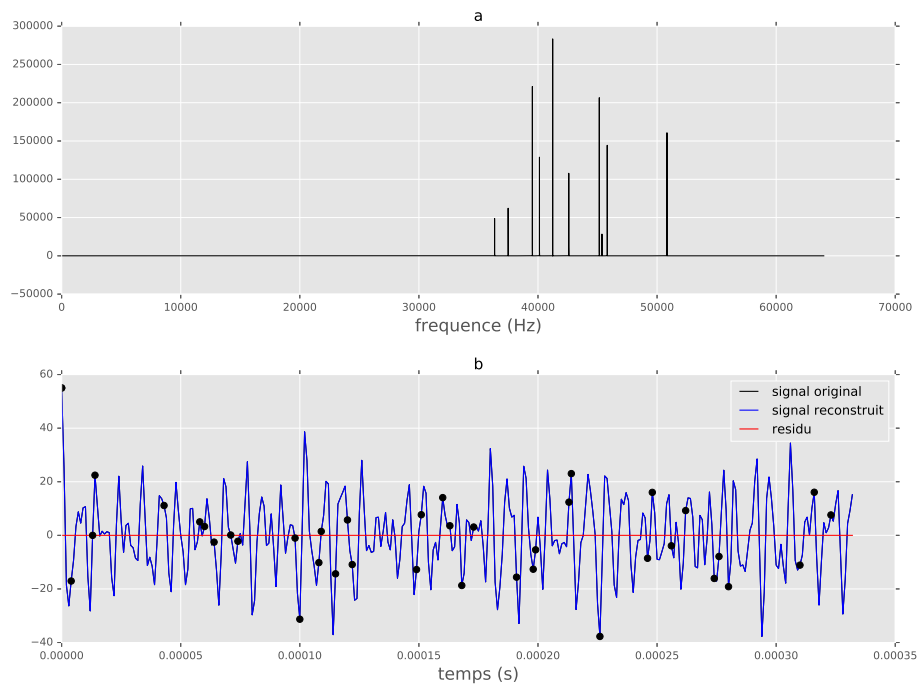 a
300000
250000
200000
150000
100000
50000
0
−50000
0 10000 20000 30000 40000 50000 60000 70000
frequence (Hz)
b
60
40
20
0
−20
−40
signal original
signal reconstruit
residu
0.00000 0.00005 0.00010 0.00015 0.00020 0.00025 0.00030 0.00035
temps (s)